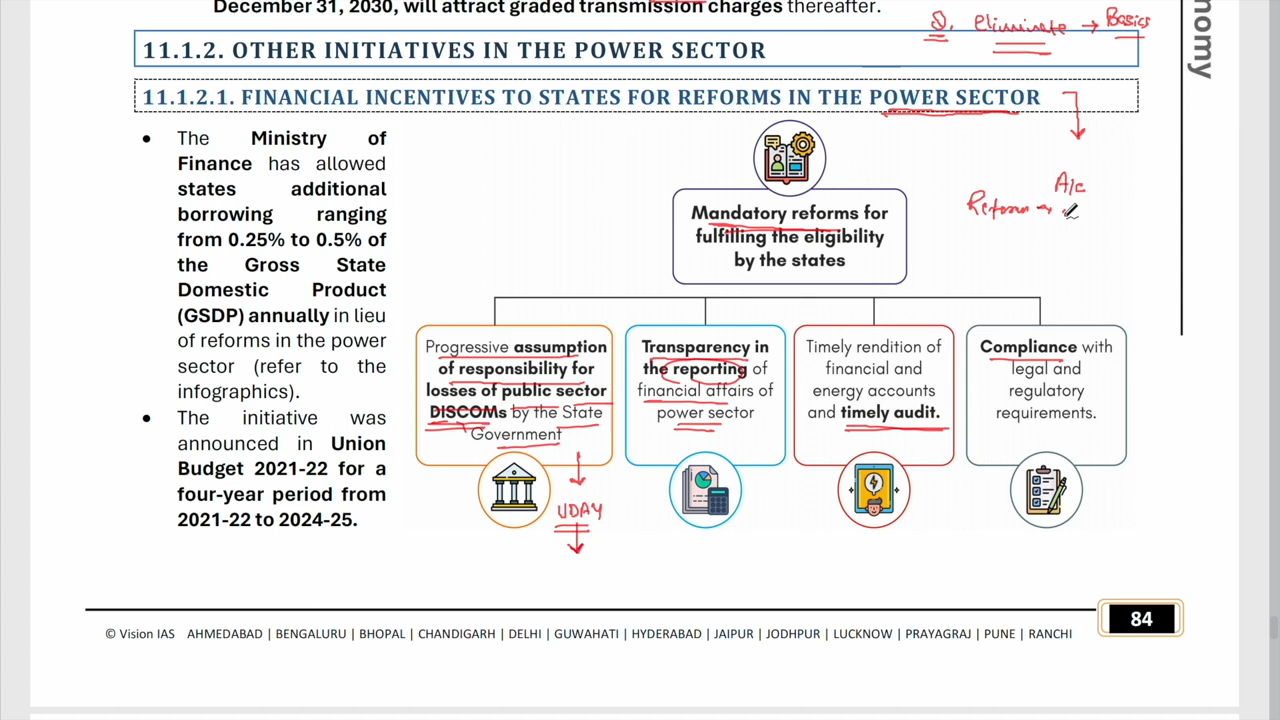 December 31, 2030, will attract graded transmission charges thereafter.
Q. Eliminate → Basics
nomy
11.1.2. OTHER INITIATIVES IN THE POWER SECTOR
11.1.2.1. FINANCIAL INCENTIVES TO STATES FOR REFORMS IN THE POWER SECTOR
• The Ministry of
Finance has allowed
states additional
borrowing ranging
from 0.25% to 0.5% of
the Gross State
Domestic Product
(GSDP) annually in lieu
of reforms in the power
sector (refer to the
infographics).
• The initiative was
announced in Union
Budget 2021-22 for a
four-year period from
2021-22 to 2024-25.
Mandatory reforms for
fulfilling the eligibility
by the states
A/c
Reform →
Progressive assumption
of responsibility for
losses of public sector
DISCOMs by the State
Government
UDAY
Transparency in
the reporting of
financial affairs of
power sector
Timely rendition of
financial and
energy accounts
and timely audit.
Compliance with
legal and
regulatory
requirements.
© Vision IAS AHMEDABAD | BENGALURU | BHOPAL | CHANDIGARH | DELHI | GUWAHATI | HYDERABAD | JAIPUR | JODHPUR | LUCKNOW | PRAYAGRAJ | PUNE | RANCHI
84